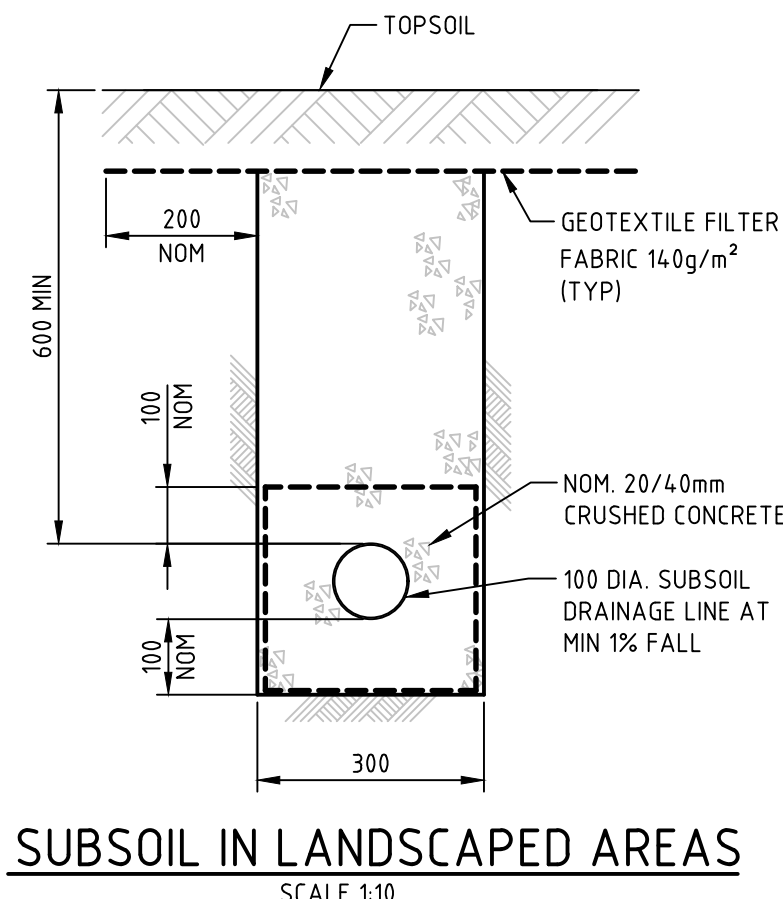 TOPSOIL
200
NOM
GEOTEXTILE FILTER
FABRIC 140g/m²
(TYP)
600 MIN
100
NOM
NOM. 20/40mm
CRUSHED CONCRETE
100 DIA. SUBSOIL
DRAINAGE LINE AT
MIN 1% FALL
100
NOM
300
SUBSOIL IN LANDSCAPED AREAS
SCALE 1:10